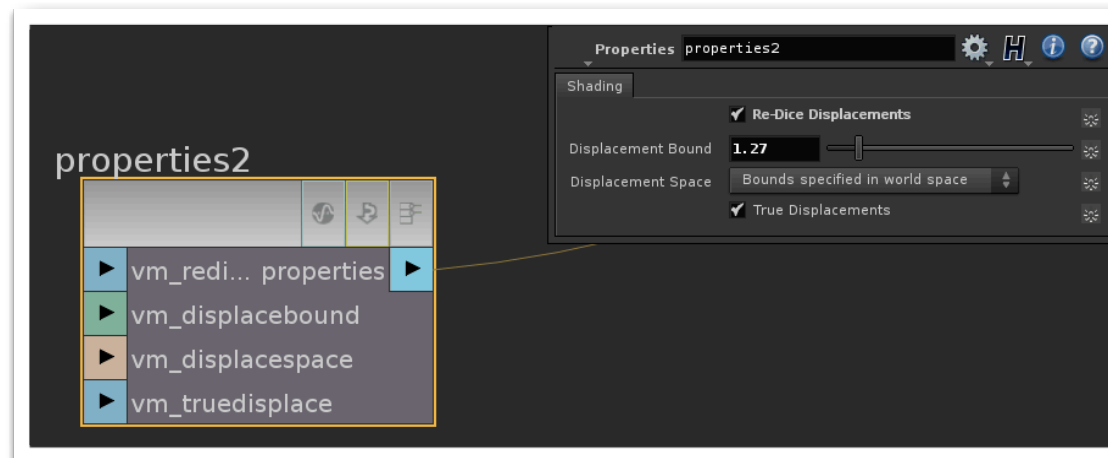 Properties properties2
Shading
Re-Dice Displacements
Displacement Bound 1.27
Displacement Space Bounds specified in world space
True Displacements
properties2
vm_redi... properties
vm_displacebound
vm_displacespace
vm_truedisplace